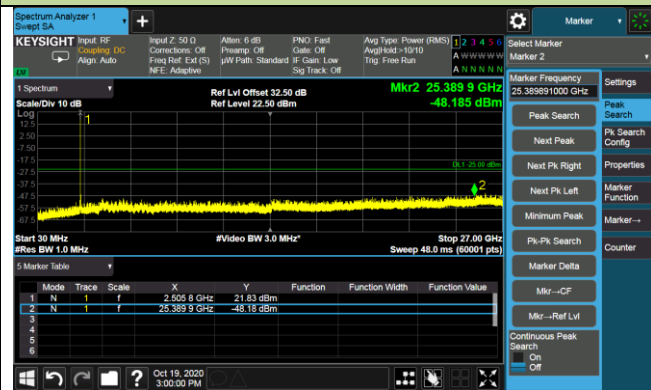 Spectrum Analyzer 1
Swept SA
Marker
KEYSIGHT
Input: RF
Coupling: DC
Align: Auto
Input Z: 50 Ω
Corrections: Off
Freq Ref: Ext (S)
NFE: Adaptive
Atten: 6 dB
Preamp: Off
µW Path: Standard
PNO: Fast
Gate: Off
IF Gain: Low
Sig Track: Off
Avg Type: Power (RMS)
Avg|Hold:>10/10
Trig: Free Run
1 2 3 4 5 6
A W W W W W
A N N N N N
LXI
Select Marker
Marker 2
1 Spectrum
Scale/Div 10 dB
Ref Lvl Offset 32.50 dB
Ref Level 22.50 dBm
Mkr2 25.389 9 GHz
-48.185 dBm
Log
12.5
2.50
-7.50
-17.5
-27.5
-37.5
-47.5
-57.5
-67.5
1
DL1 -25.00 dBm
2
Start 30 MHz
#Res BW 1.0 MHz
#Video BW 3.0 MHz*
Stop 27.00 GHz
Sweep 48.0 ms (60001 pts)
5 Marker Table
Mode Trace Scale X Y Function Function Width Function Value
1 N 1 f 2.505 8 GHz 21.83 dBm
2 N 1 f 25.389 9 GHz -48.18 dBm
3
4
5
6
Marker Frequency
25.389891000 GHz
Peak Search
Next Peak
Next Pk Right
Next Pk Left
Minimum Peak
Pk-Pk Search
Marker Delta
Mkr→CF
Mkr→Ref Lvl
Continuous Peak
Search
On
Off
Settings
Peak
Search
Pk Search
Config
Properties
Marker
Function
Marker→
Counter
?
Oct 19, 2020
3:00:00 PM